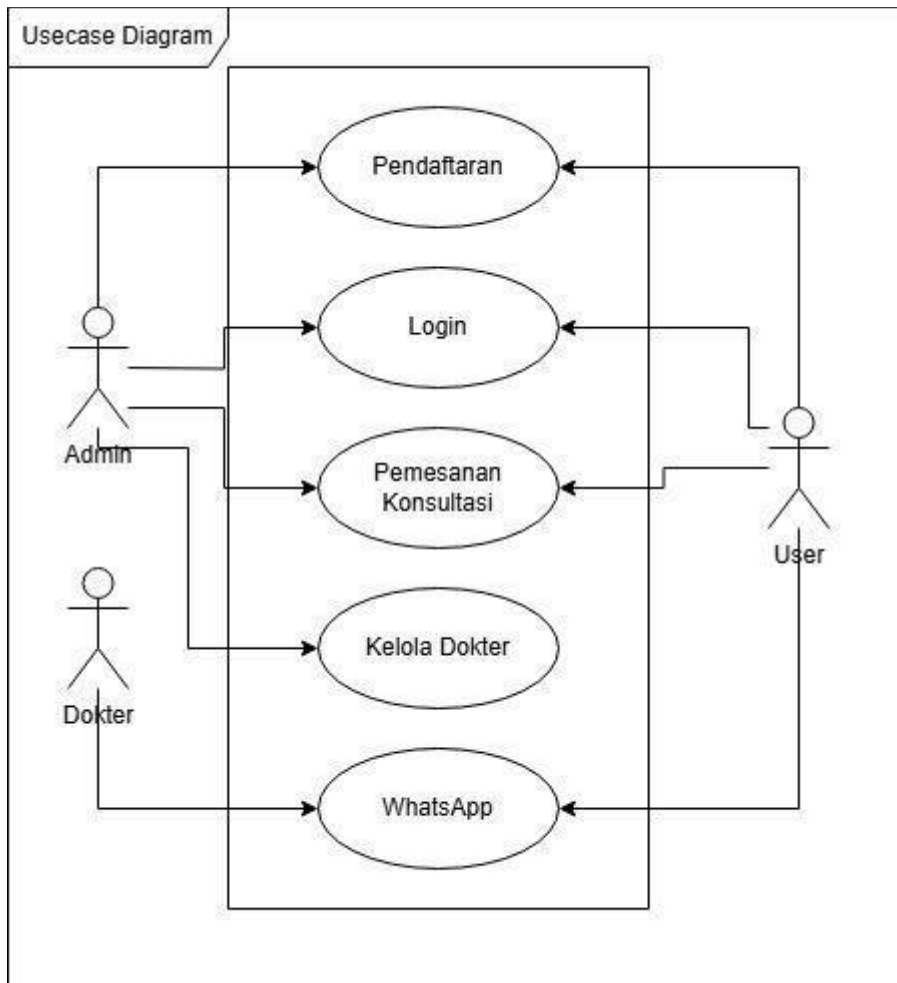 Usecase Diagram
Pendaftaran
Login
Admin
Pemesanan
Konsultasi
User
Kelola Dokter
Dokter
WhatsApp